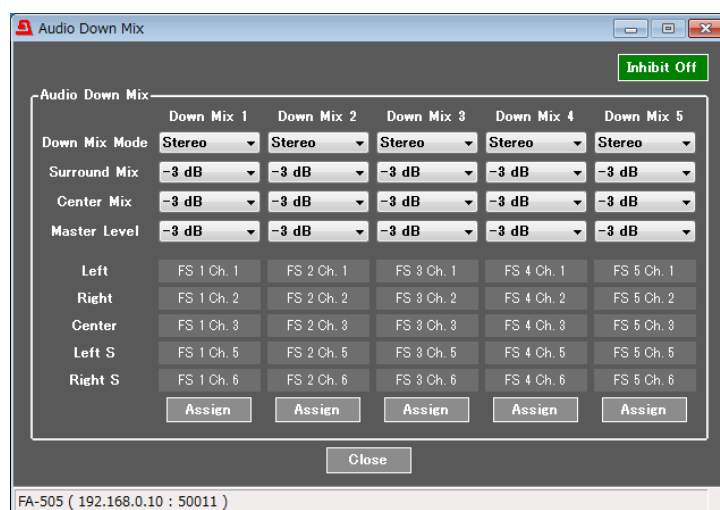 Audio Down Mix
Inhibit Off
Audio Down Mix
Down Mix 1 Down Mix 2 Down Mix 3 Down Mix 4 Down Mix 5
Down Mix Mode Stereo Stereo Stereo Stereo Stereo
Surround Mix -3 dB -3 dB -3 dB -3 dB -3 dB
Center Mix -3 dB -3 dB -3 dB -3 dB -3 dB
Master Level -3 dB -3 dB -3 dB -3 dB -3 dB
Left FS 1 Ch. 1 FS 2 Ch. 1 FS 3 Ch. 1 FS 4 Ch. 1 FS 5 Ch. 1
Right FS 1 Ch. 2 FS 2 Ch. 2 FS 3 Ch. 2 FS 4 Ch. 2 FS 5 Ch. 2
Center FS 1 Ch. 3 FS 2 Ch. 3 FS 3 Ch. 3 FS 4 Ch. 3 FS 5 Ch. 3
Left S FS 1 Ch. 5 FS 2 Ch. 5 FS 3 Ch. 5 FS 4 Ch. 5 FS 5 Ch. 5
Right S FS 1 Ch. 6 FS 2 Ch. 6 FS 3 Ch. 6 FS 4 Ch. 6 FS 5 Ch. 6
Assign Assign Assign Assign Assign
Close
FA-505 ( 192.168.0.10 : 50011 )